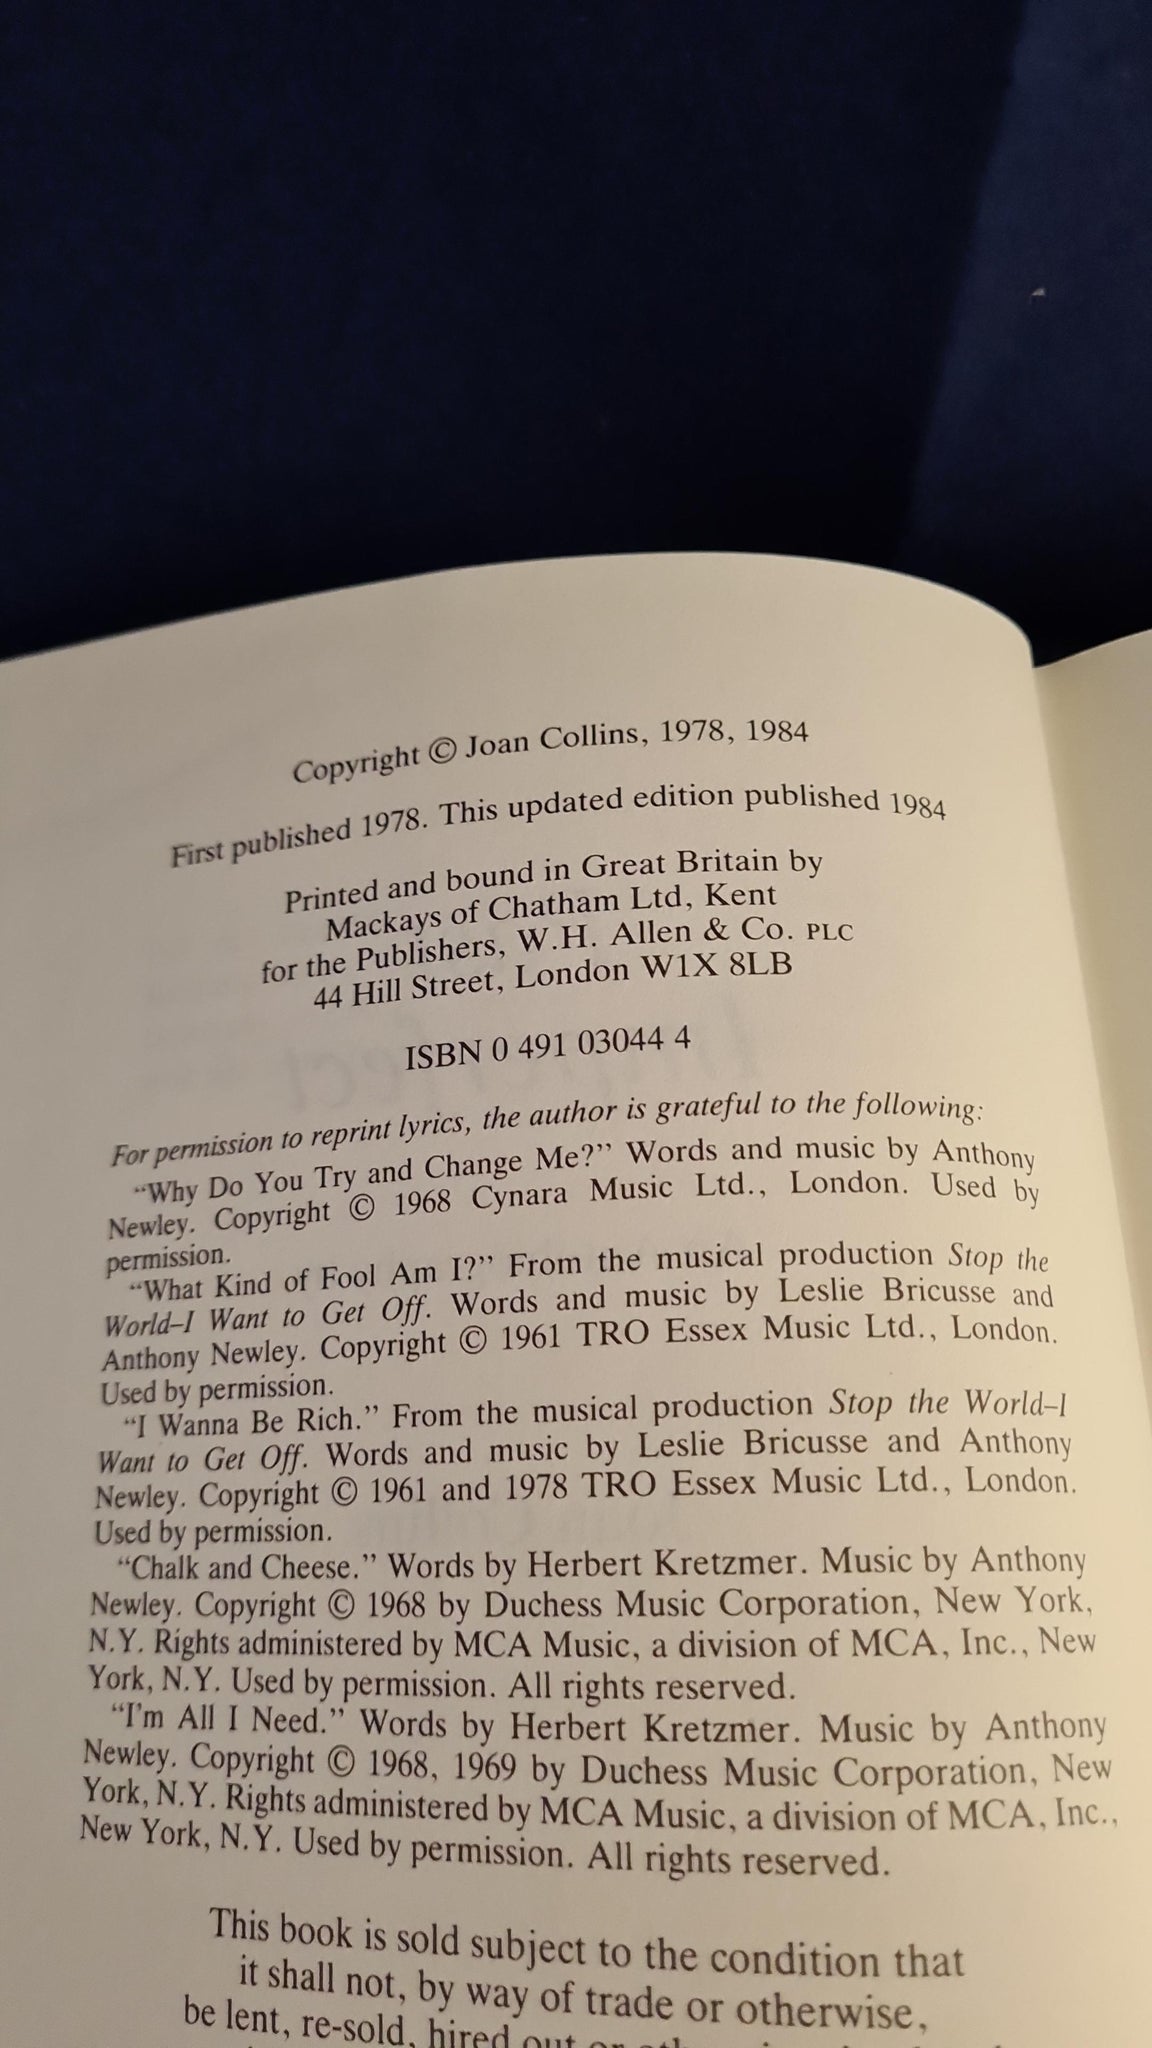 Copyright © Joan Collins, 1978, 1984
First published 1978. This updated edition published 1984
Printed and bound in Great Britain by
Mackays of Chatham Ltd, Kent
for the Publishers, W.H. Allen & Co. PLC
44 Hill Street, London W1X 8LB
ISBN 0 491 03044 4
For permission to reprint lyrics, the author is grateful to the following:
“Why Do You Try and Change Me?” Words and music by Anthony
Newley. Copyright © 1968 Cynara Music Ltd., London. Used by
permission.
“What Kind of Fool Am I?” From the musical production Stop the
World–I Want to Get Off. Words and music by Leslie Bricusse and
Anthony Newley. Copyright © 1961 TRO Essex Music Ltd., London.
Used by permission.
“I Wanna Be Rich.” From the musical production Stop the World–I
Want to Get Off. Words and music by Leslie Bricusse and Anthony
Newley. Copyright © 1961 and 1978 TRO Essex Music Ltd., London.
Used by permission.
“Chalk and Cheese.” Words by Herbert Kretzmer. Music by Anthony
Newley. Copyright © 1968 by Duchess Music Corporation, New York,
N.Y. Rights administered by MCA Music, a division of MCA, Inc., New
York, N.Y. Used by permission. All rights reserved.
“I'm All I Need.” Words by Herbert Kretzmer. Music by Anthony
Newley. Copyright © 1968, 1969 by Duchess Music Corporation, New
York, N.Y. Rights administered by MCA Music, a division of MCA, Inc.,
New York, N.Y. Used by permission. All rights reserved.
This book is sold subject to the condition that
it shall not, by way of trade or otherwise,
be lent, re-sold, hired out or